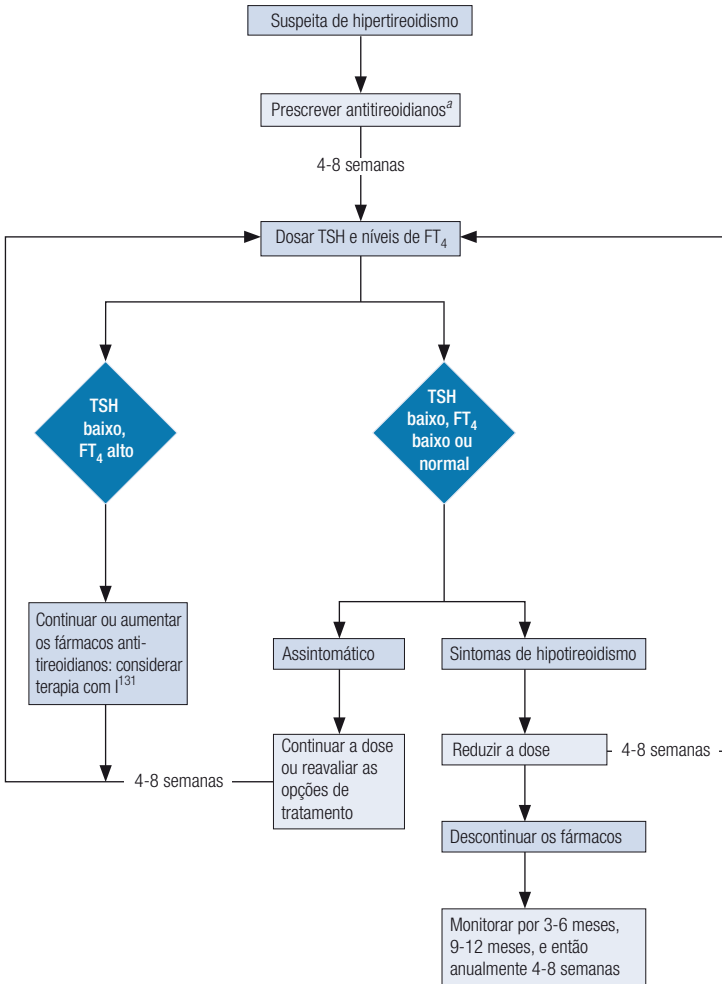 Suspeita de hipertireoidismo
Prescrever antitireoidianosᵃ
4-8 semanas
Dosar TSH e níveis de FT₄
TSH
baixo,
FT₄ alto
TSH
baixo, FT₄
baixo ou
normal
Continuar ou aumentar
os fármacos anti-
tireoidianos: considerar
terapia com I¹³¹
Assintomático
Sintomas de hipotireoidismo
Continuar a dose
ou reavaliar as
opções de
tratamento
Reduzir a dose
4-8 semanas
4-8 semanas
Descontinuar os fármacos
Monitorar por 3-6 meses,
9-12 meses, e então
anualmente 4-8 semanas